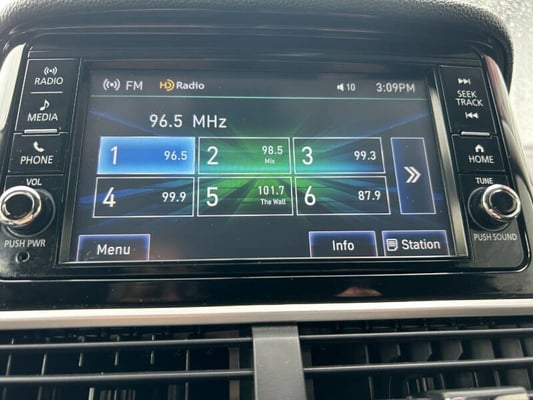 RADIO
MEDIA
PHONE
VOL
PUSH PWR
FM HD Radio 10 3:09PM
96.5 MHz
1 96.5
2 98.5
Mix
3 99.3
4 99.9
5 101.7
The Wall
6 87.9
Menu Info Station
SEEK
TRACK
HOME
TUNE
PUSH SOUND